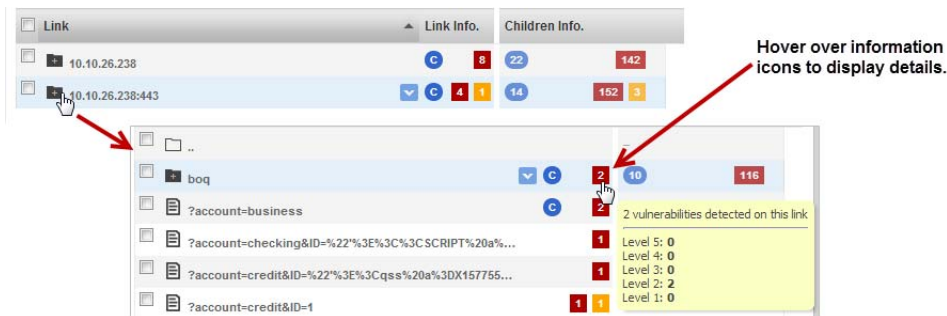 Link Link Info. Children Info.
10.10.26.238 C 8 22 142
10.10.26.238:443 C 4 1 14 152 3
Hover over information
icons to display details.
..
boq C 2 10 116
?account=business C 2
?account=checking&ID=%22'%3E%3C%3CSCRIPT%20a%...  1
?account=credit&ID=%22'%3E%3Cqss%20a%3DX157755...  1
?account=credit&ID=1 1 1
2 vulnerabilities detected on this link
Level 5: 0
Level 4: 0
Level 3: 0
Level 2: 2
Level 1: 0